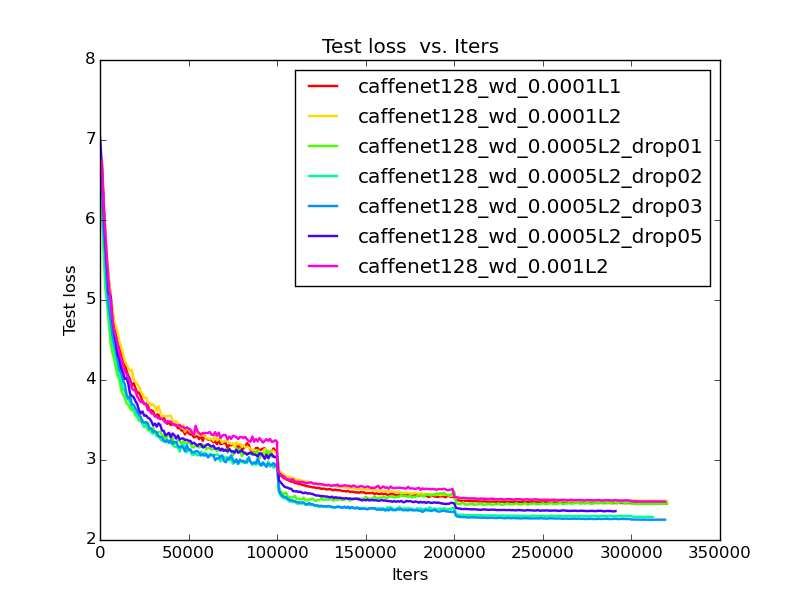 Test loss  vs. Iters
8
7
6
5
4
3
2
Test loss
caffenet128_wd_0.0001L1
caffenet128_wd_0.0001L2
caffenet128_wd_0.0005L2_drop01
caffenet128_wd_0.0005L2_drop02
caffenet128_wd_0.0005L2_drop03
caffenet128_wd_0.0005L2_drop05
caffenet128_wd_0.001L2
0 50000 100000 150000 200000 250000 300000 350000
Iters